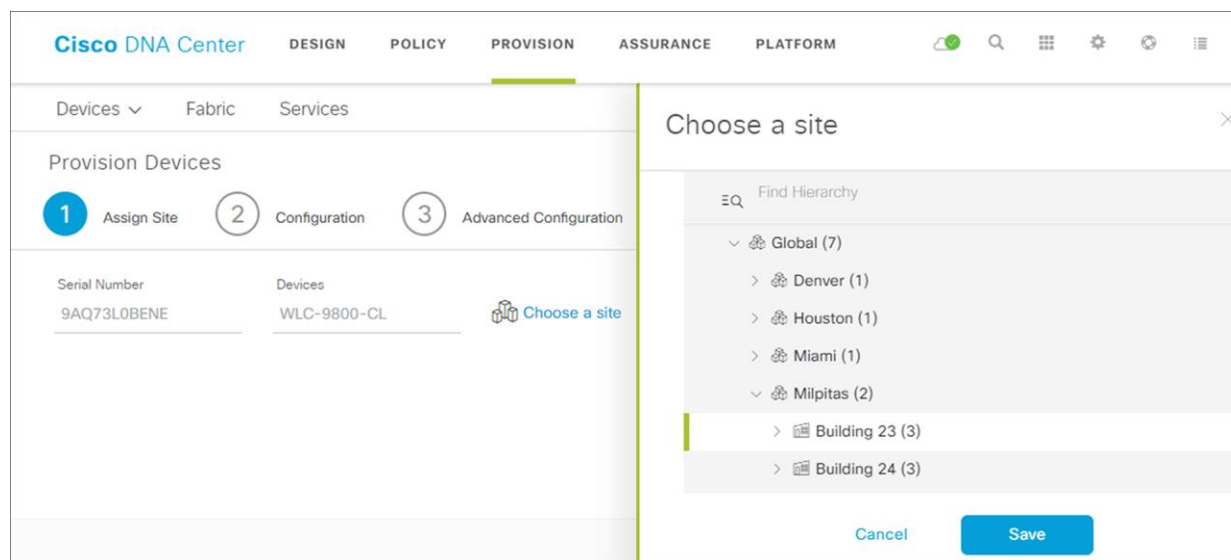 Cisco DNA Center DESIGN POLICY PROVISION ASSURANCE PLATFORM
Devices Fabric Services
Provision Devices
1 Assign Site 2 Configuration 3 Advanced Configuration
Serial Number Devices
9AQ73L0BENE WLC-9800-CL Choose a site
Choose a site
Find Hierarchy
Global (7)
Denver (1)
Houston (1)
Miami (1)
Milpitas (2)
Building 23 (3)
Building 24 (3)
Cancel Save